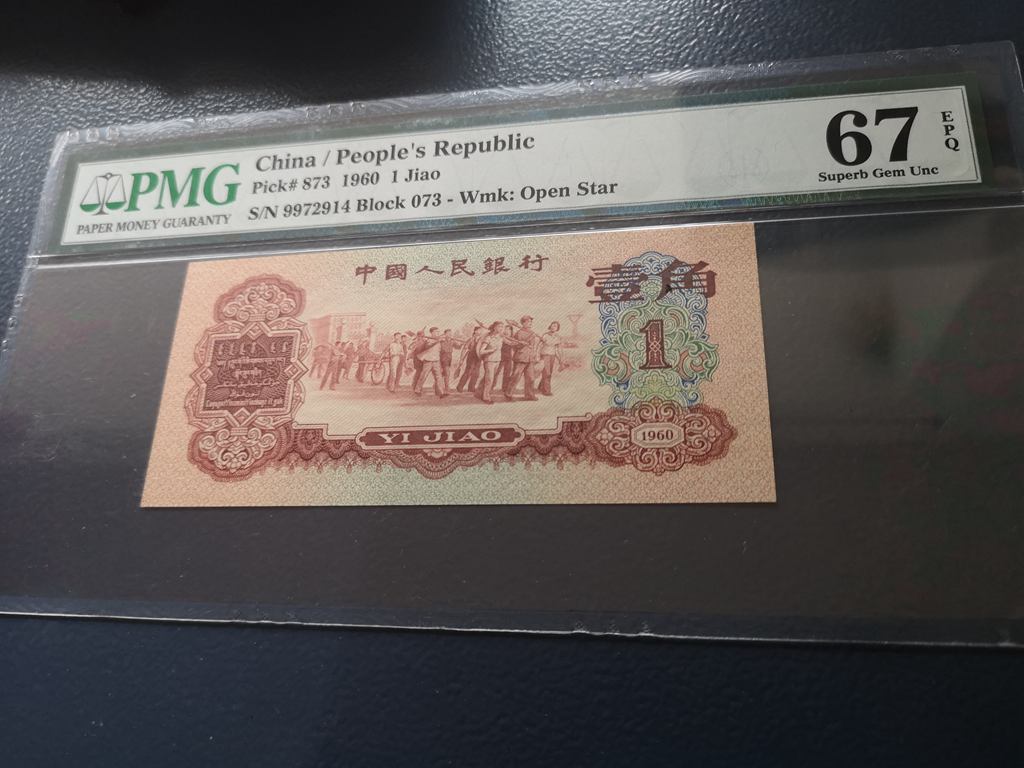 PMG
PAPER MONEY GUARANTY
China / People's Republic
Pick# 873 1960 1 Jiao
S/N 9972914 Block 073 - Wmk: Open Star
67
EPQ
Superb Gem Unc
中國人民銀行
壹角
1
YI JIAO
1960